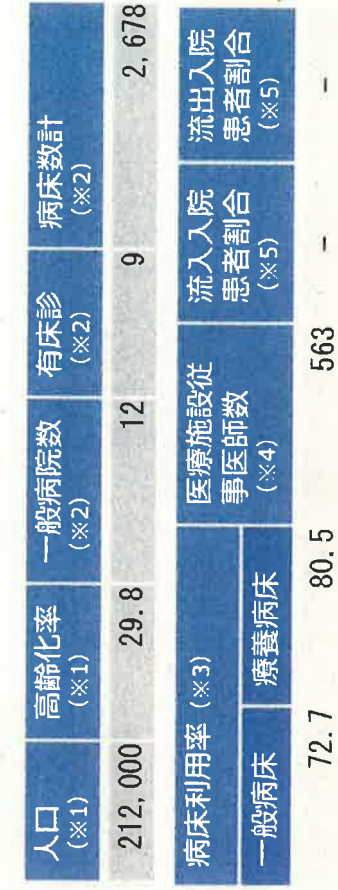 人口 高齢化率 一般病院数 有床診 病床数計
(※1) (※1) (※2) (※2) (※2)
212,000 29.8 12 9 2,678
病床利用率 (※3) 医療施設従 流入入院 流出入院
事医師数 患者割合 患者割合
一般病床 療養病床 (※4) (※5) (※5)
72.7 80.5 563 - -